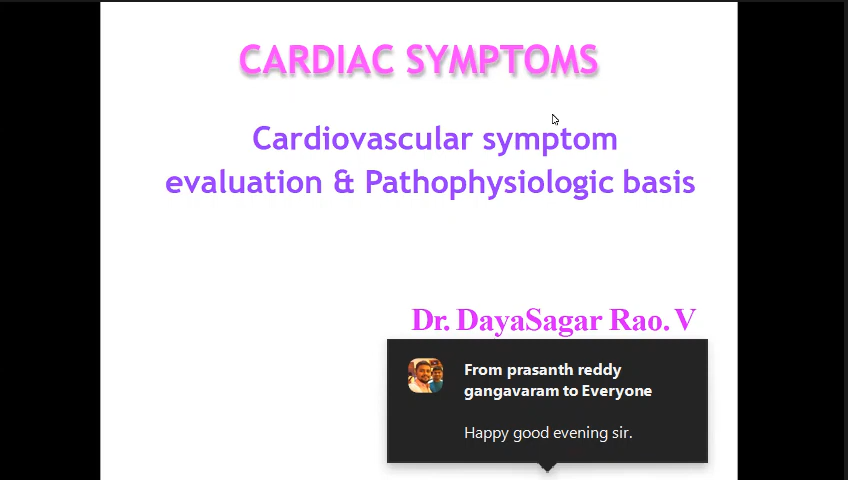 CARDIAC SYMPTOMS
Cardiovascular symptom
evaluation & Pathophysiologic basis
Dr. DayaSagar Rao. V
From prasanth reddy
gangavaram to Everyone
Happy good evening sir.